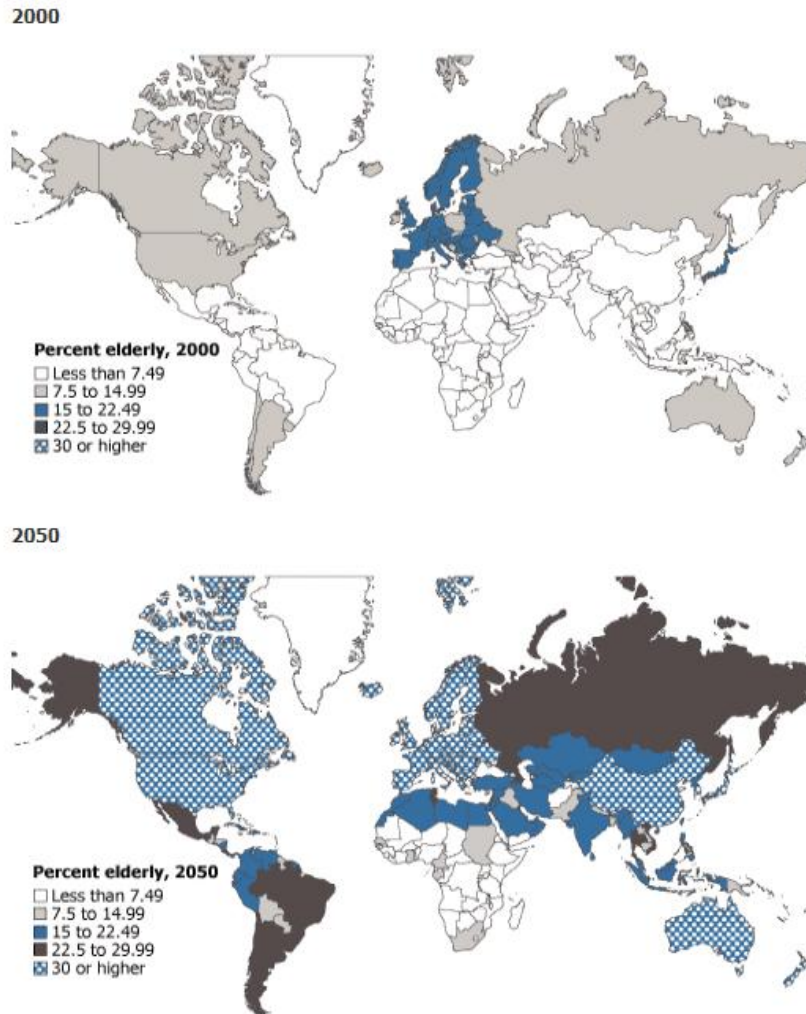 2000
Percent elderly, 2000
Less than 7.49
7.5 to 14.99
15 to 22.49
22.5 to 29.99
30 or higher
2050
Percent elderly, 2050
Less than 7.49
7.5 to 14.99
15 to 22.49
22.5 to 29.99
30 or higher